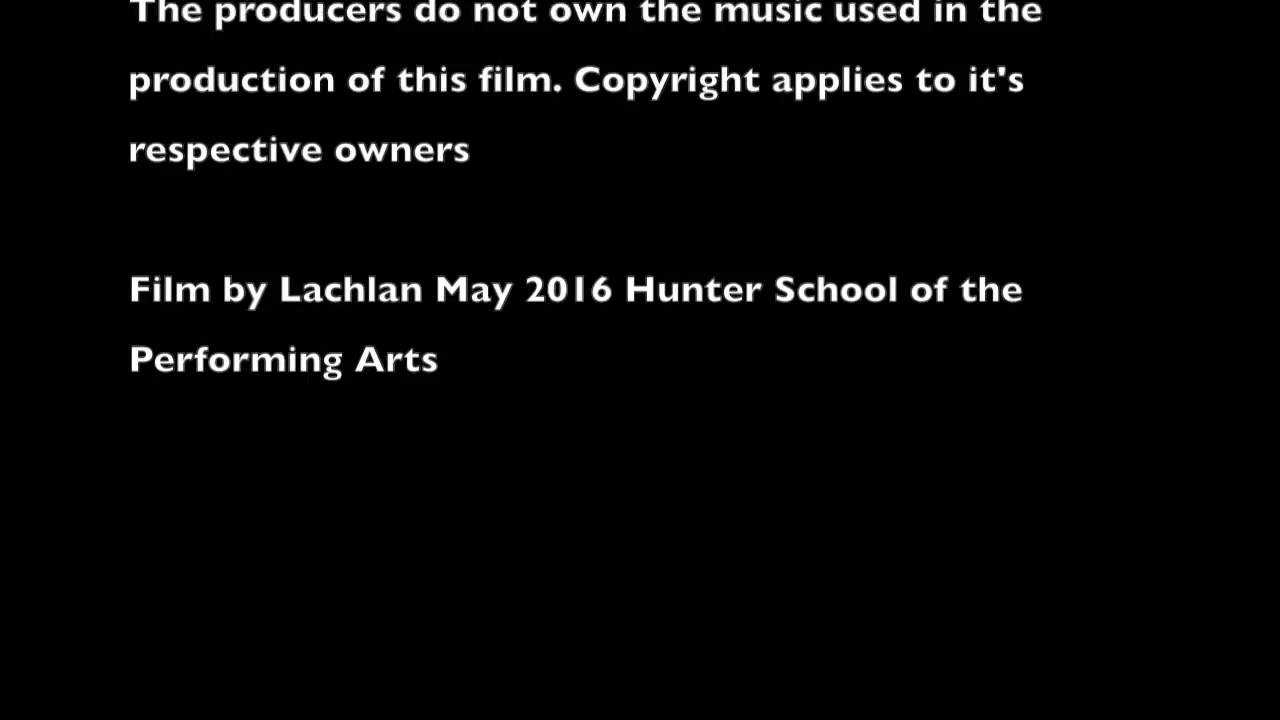 The producers do not own the music used in the
production of this film. Copyright applies to it's
respective owners
Film by Lachlan May 2016 Hunter School of the
Performing Arts